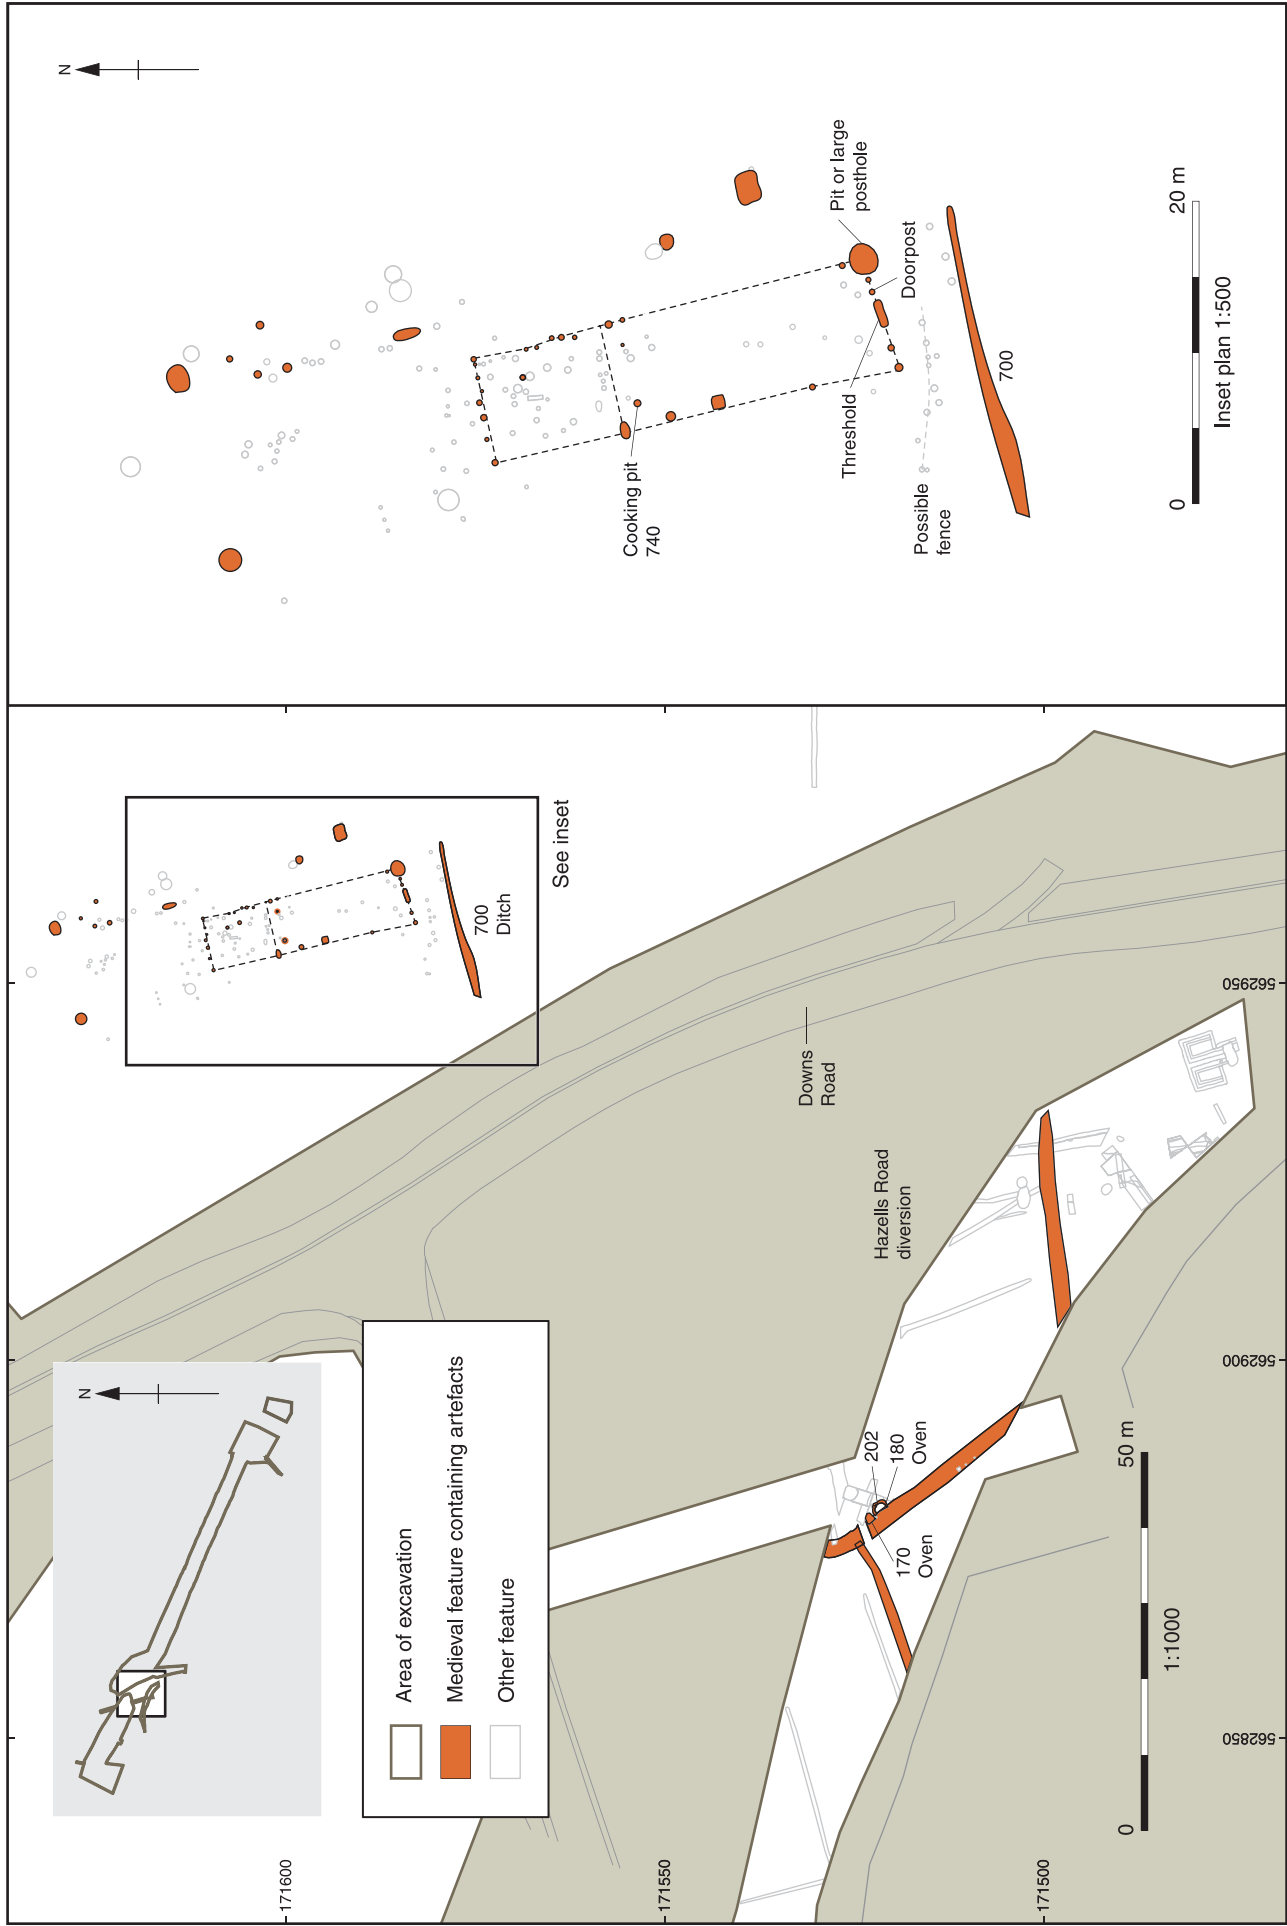 N
Area of excavation
Medieval feature containing artefacts
Other feature
171600
171550
171500
562850
562900
562950
700
Ditch
See inset
Downs
Road
Hazells Road
diversion
202
180
Oven
170
Oven
0
50 m
1:1000
N
Cooking pit
740
Threshold
Doorpost
Pit or large
posthole
Possible
fence
700
0
20 m
Inset plan 1:500